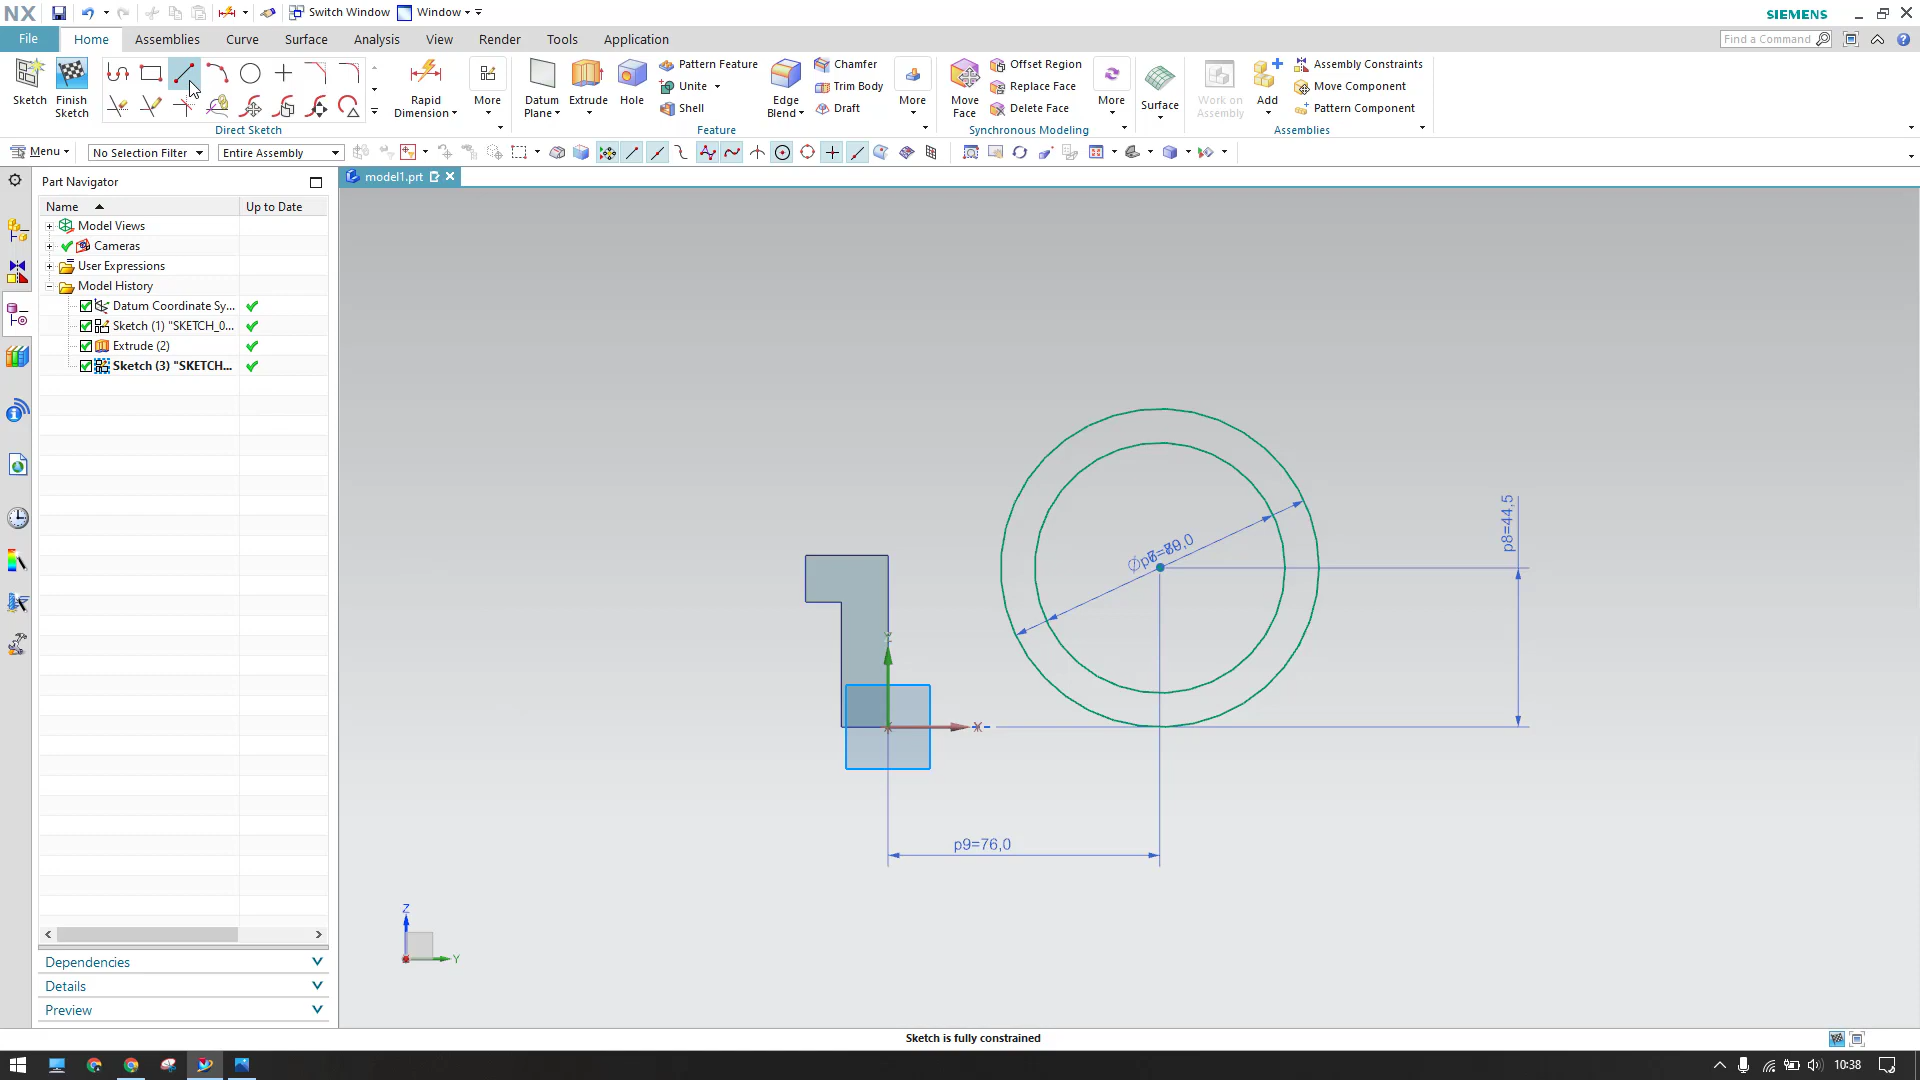 NX
Switch Window
Window
SIEMENS
File
Home
Assemblies
Curve
Surface
Analysis
View
Render
Tools
Application
Find a Command
Sketch
Finish Sketch
Rapid Dimension
More
Datum Plane
Extrude
Hole
Pattern Feature
Unite
Shell
Edge Blend
Chamfer
Trim Body
Draft
More
Move Face
Offset Region
Replace Face
Delete Face
More
Surface
Work on Assembly
Add
Assembly Constraints
Move Component
Pattern Component
Direct Sketch
Feature
Synchronous Modeling
Assemblies
Menu
No Selection Filter
Entire Assembly
Part Navigator
model1.prt
Name
Up to Date
Model Views
Cameras
User Expressions
Model History
Datum Coordinate Sy...
Sketch (1) "SKETCH_0...
Extrude (2)
Sketch (3) "SKETCH...
p8=44,5
p9=76,0
X
Y
Z
Y
Dependencies
Details
Preview
Sketch is fully constrained
10:38